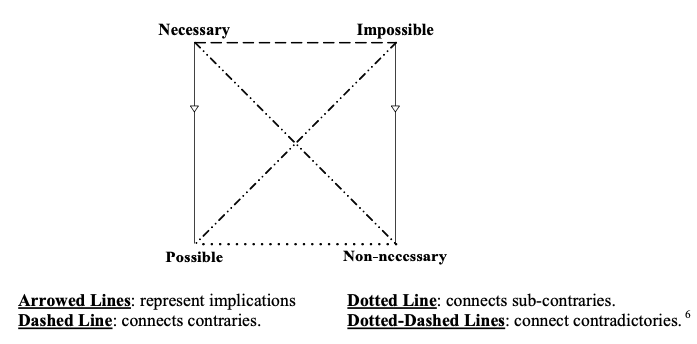 Necessary Impossible
Possible Non-necessary
Arrowed Lines: represent implications Dotted Line: connects sub-contraries.
Dashed Line: connects contraries. Dotted-Dashed Lines: connect contradictories. 6